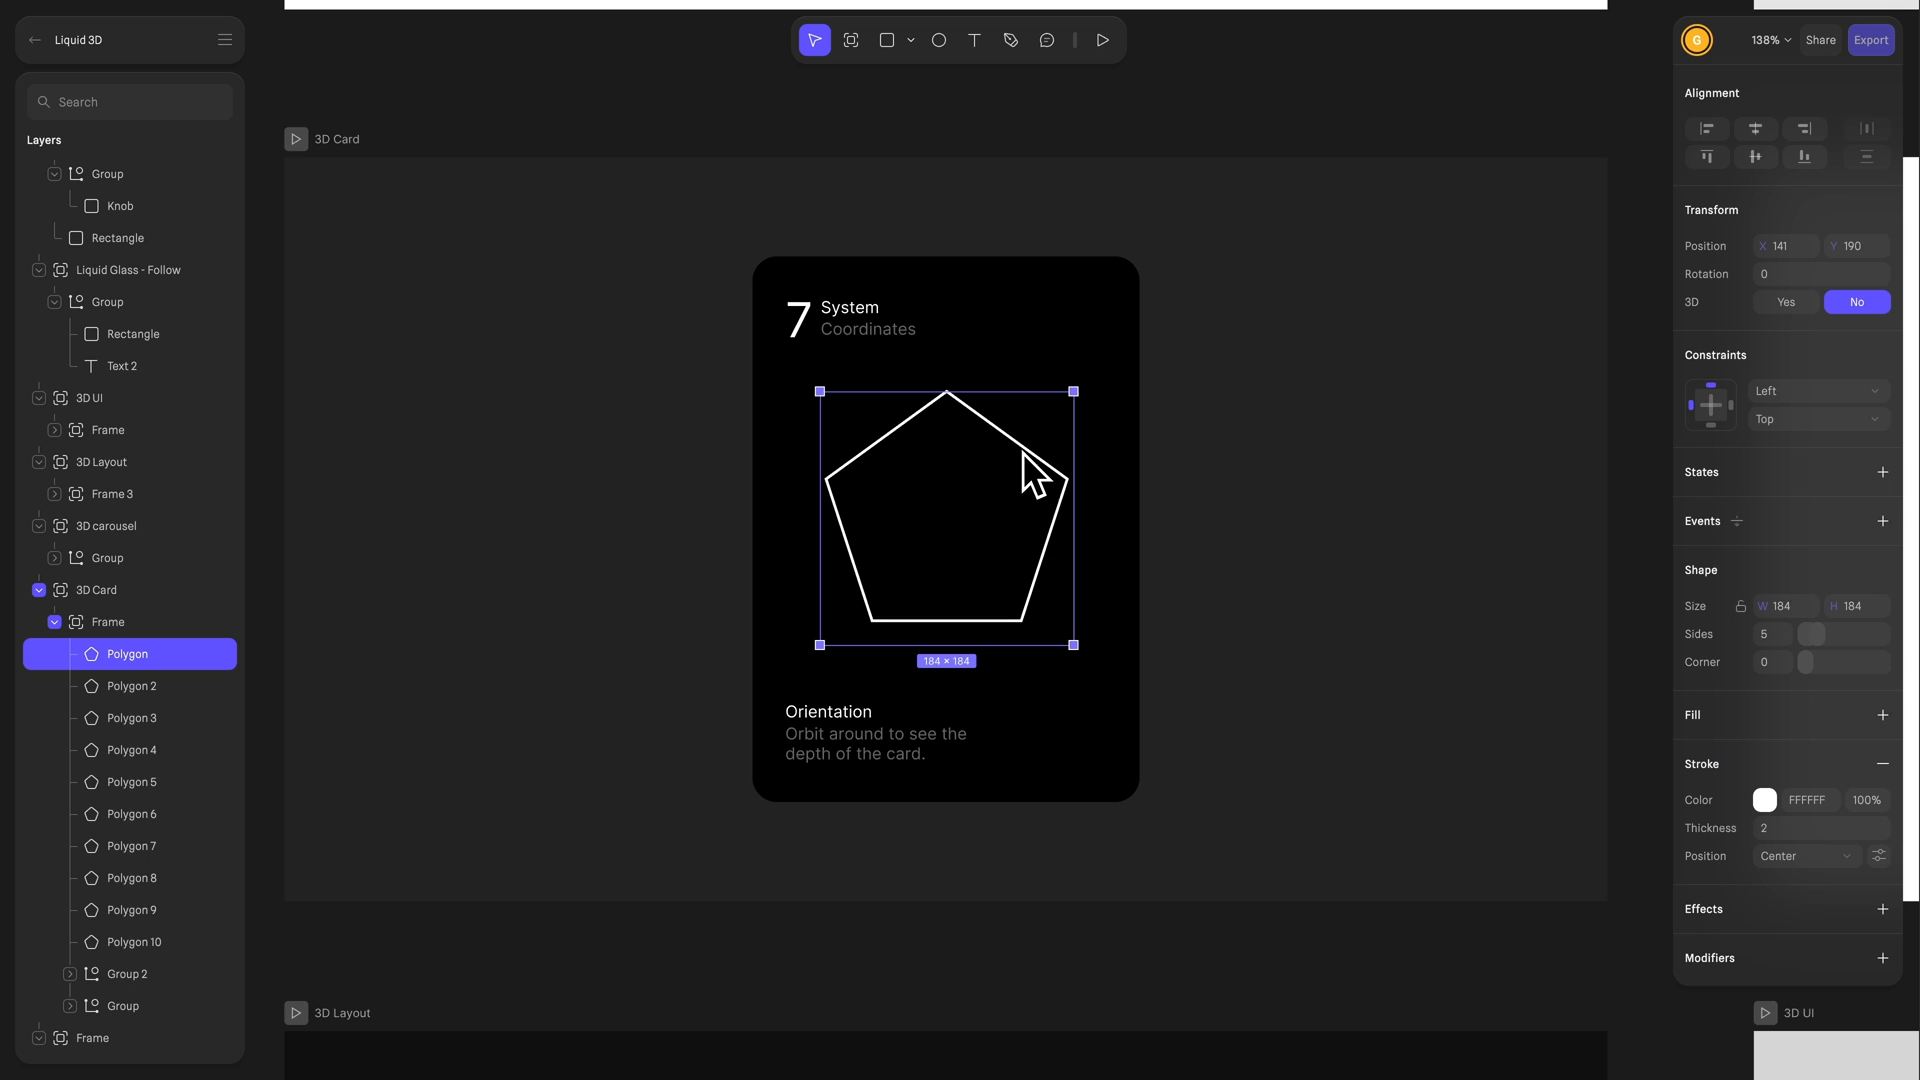 Liquid 3D
138%
Share
Export
G
Search
Layers
Group
Knob
Rectangle
Liquid Glass - Follow
Group
Rectangle
Text 2
3D UI
Frame
3D Layout
Frame 3
3D carousel
Group
3D Card
Frame
Polygon
Polygon 2
Polygon 3
Polygon 4
Polygon 5
Polygon 6
Polygon 7
Polygon 8
Polygon 9
Polygon 10
Group 2
Group
Frame
3D Card
7 System
Coordinates
184 × 184
Orientation
Orbit around to see the
depth of the card.
3D Layout
3D UI
Alignment
Transform
Position X 141 Y 190
Rotation 0
3D Yes No
Constraints
Left
Top
States
Events
Shape
Size W 184 H 184
Sides 5
Corner 0
Fill
Stroke
Color FFFFFF 100%
Thickness 2
Position Center
Effects
Modifiers